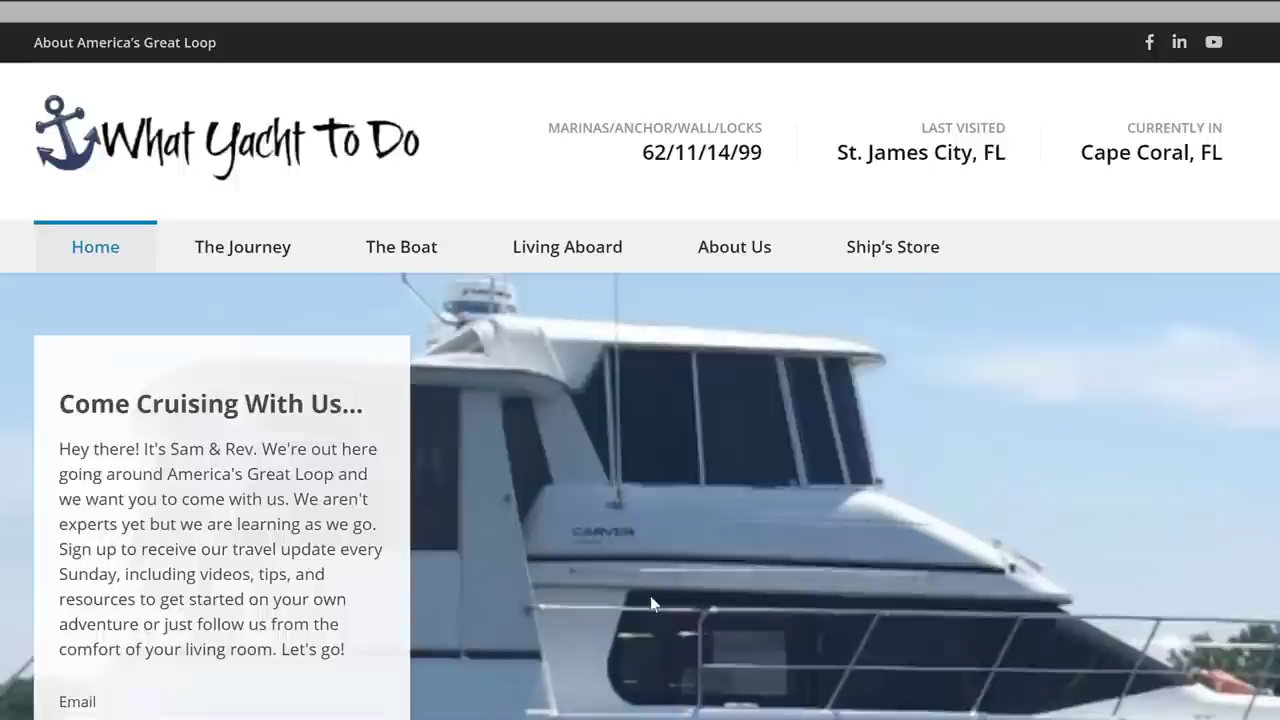 About America's Great Loop
What Yacht To Do
MARINAS/ANCHOR/WALL/LOCKS
62/11/14/99
LAST VISITED
St. James City, FL
CURRENTLY IN
Cape Coral, FL
Home
The Journey
The Boat
Living Aboard
About Us
Ship's Store
Come Cruising With Us...
Hey there! It's Sam & Rev. We're out here
going around America's Great Loop and
we want you to come with us. We aren't
experts yet but we are learning as we go.
Sign up to receive our travel update every
Sunday, including videos, tips, and
resources to get started on your own
adventure or just follow us from the
comfort of your living room. Let's go!
Email
CARVER